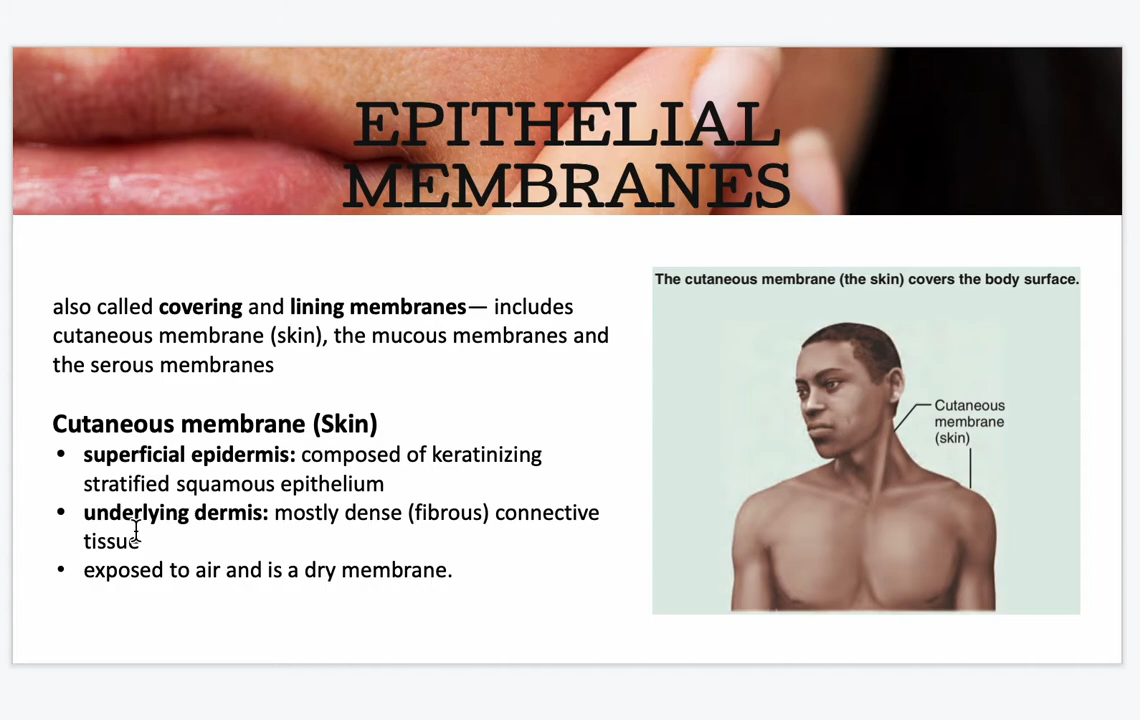 EPITHELIAL
MEMBRANES
also called covering and lining membranes— includes
cutaneous membrane (skin), the mucous membranes and
the serous membranes
Cutaneous membrane (Skin)
• superficial epidermis: composed of keratinizing
stratified squamous epithelium
• underlying dermis: mostly dense (fibrous) connective
tissue
• exposed to air and is a dry membrane.
The cutaneous membrane (the skin) covers the body surface.
Cutaneous
membrane
(skin)